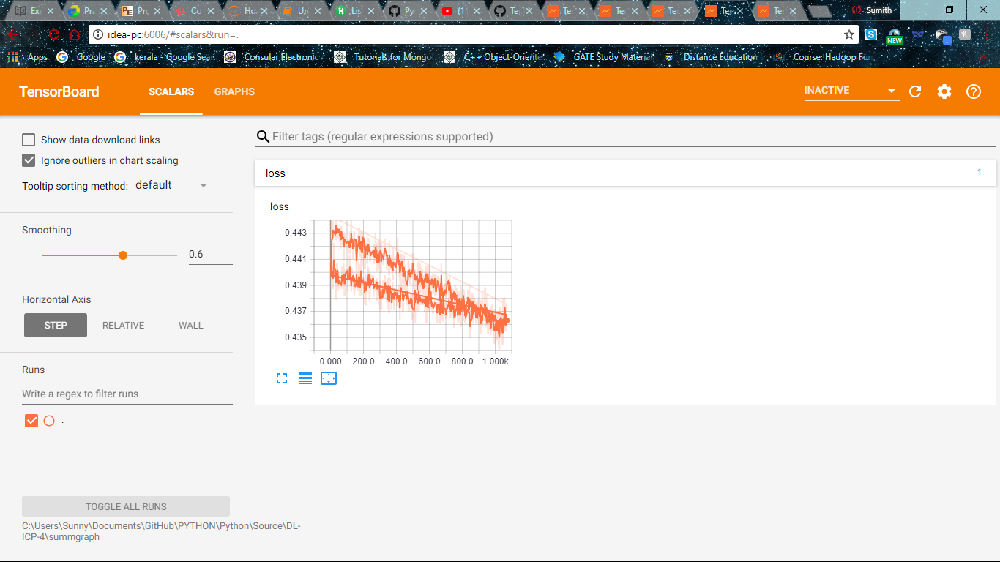 Exc Pro Pro Co Ho Un Lis Py (1 Te Te Te Te Te Te Sumith
idea-pc:6006/#scalars&run=.
NEW
Apps Google kerala - Google Sea Consular Electronic Tutorials for Mongo C++ Object-Oriente GATE Study Materia Distance Education Course: Hadoop Fun
TensorBoard SCALARS GRAPHS INACTIVE
Show data download links
Ignore outliers in chart scaling
Tooltip sorting method: default
Smoothing
0.6
Horizontal Axis
STEP RELATIVE WALL
Runs
Write a regex to filter runs
.
TOGGLE ALL RUNS
C:\Users\Sunny\Documents\GitHub\PYTHON\Python\Source\DL-
ICP-4\summgraph
Filter tags (regular expressions supported)
loss 1
loss
0.443
0.441
0.439
0.437
0.435
0.000 200.0 400.0 600.0 800.0 1.000k